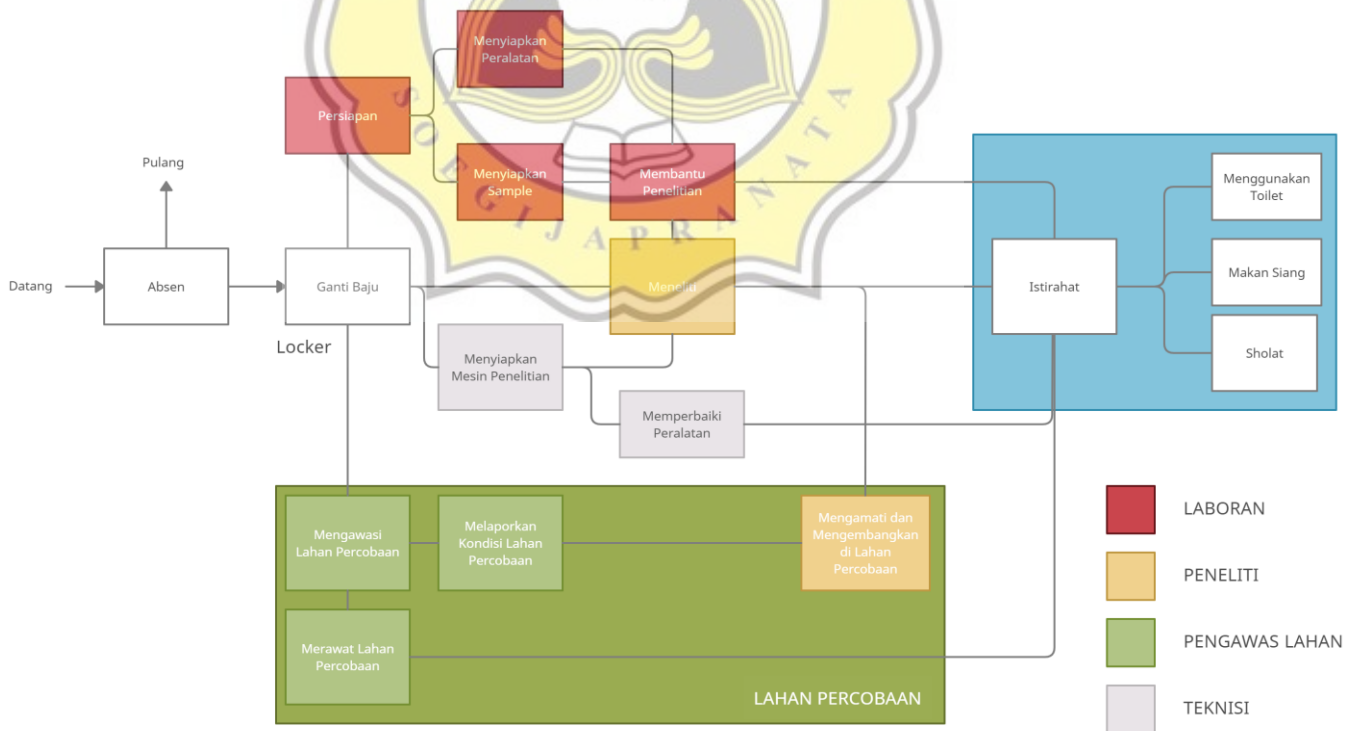 Menyiapkan
Peralatan
Persiapan
Menyiapkan
Sample
Membantu
Penelitian
Pulang
Datang
Absen
Ganti Baju
Locker
Meneliti
Menyiapkan
Mesin Penelitian
Memperbaiki
Peralatan
Istirahat
Menggunakan
Toilet
Makan Siang
Sholat
Mengawasi
Lahan Percobaan
Melaporkan
Kondisi Lahan
Percobaan
Mengamati dan
Mengembangkan
di Lahan
Percobaan
Merawat Lahan
Percobaan
LAHAN PERCOBAAN
LABORAN
PENELITI
PENGAWAS LAHAN
TEKNISI
SOEGIJAPRANATA